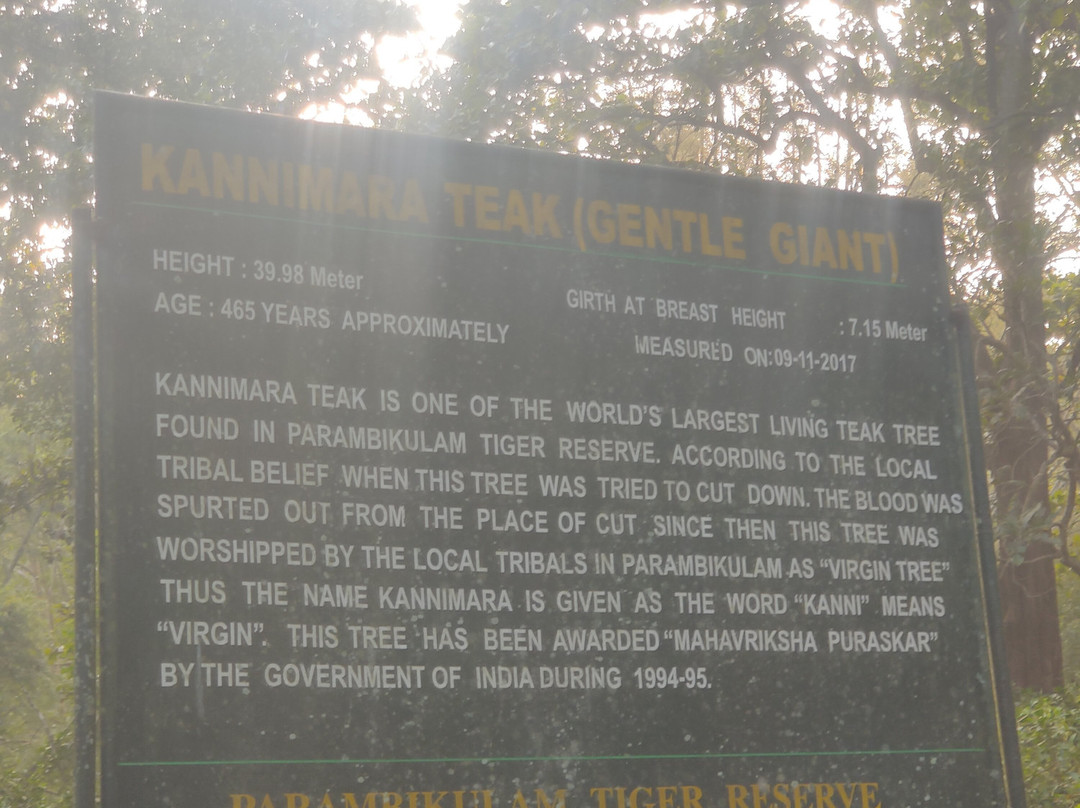 KANNIMARA TEAK (GENTLE GIANT)
HEIGHT : 39.98 Meter
GIRTH AT BREAST HEIGHT : 7.15 Meter
AGE : 465 YEARS APPROXIMATELY
MEASURED ON:09-11-2017
KANNIMARA TEAK IS ONE OF THE WORLD'S LARGEST LIVING TEAK TREE
FOUND IN PARAMBIKULAM TIGER RESERVE. ACCORDING TO THE LOCAL
TRIBAL BELIEF WHEN THIS TREE WAS TRIED TO CUT DOWN. THE BLOOD WAS
SPURTED OUT FROM THE PLACE OF CUT SINCE THEN THIS TREE WAS
WORSHIPPED BY THE LOCAL TRIBALS IN PARAMBIKULAM AS “VIRGIN TREE”
THUS THE NAME KANNIMARA IS GIVEN AS THE WORD “KANNI” MEANS
“VIRGIN”. THIS TREE HAS BEEN AWARDED “MAHAVRIKSHA PURASKAR”
BY THE GOVERNMENT OF INDIA DURING 1994-95.
PARAMBIKULAM TIGER RESERVE